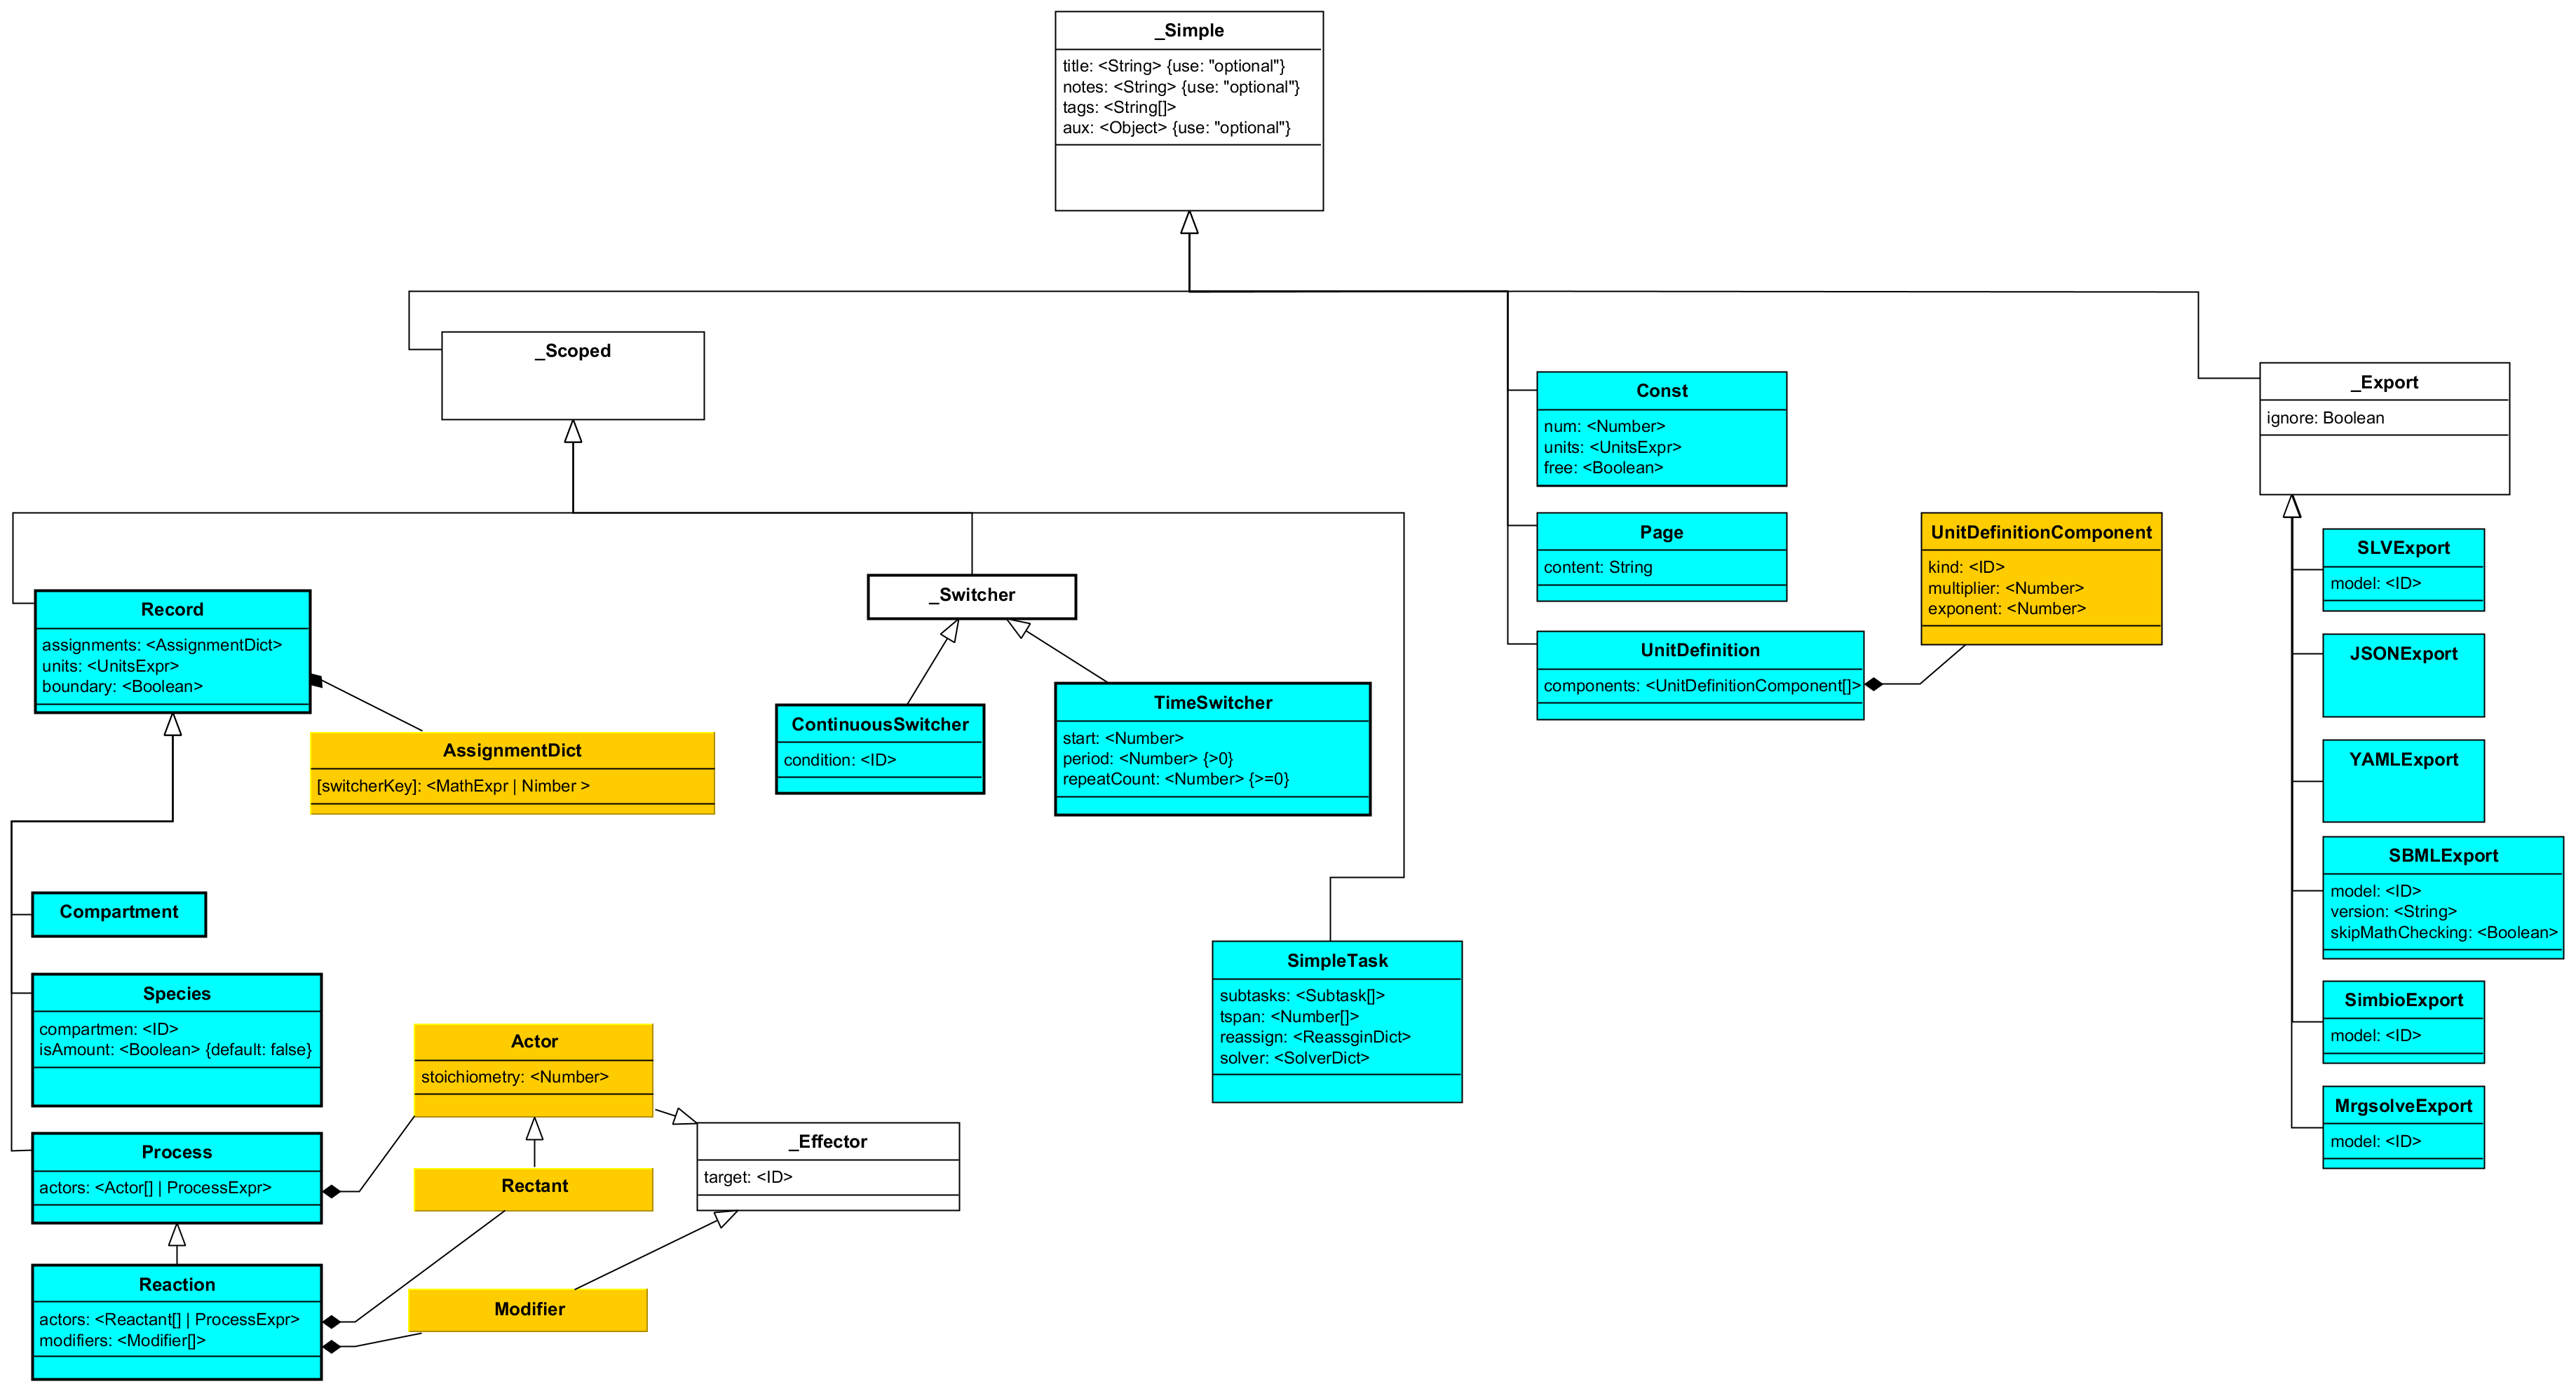 _Simple
title: <String> {use: "optional"}
notes: <String> {use: "optional"}
tags: <String[]>
aux: <Object> {use: "optional"}
_Scoped
Const
num: <Number>
units: <UnitsExpr>
free: <Boolean>
_Export
ignore: Boolean
Page
content: String
UnitDefinitionComponent
kind: <ID>
multiplier: <Number>
exponent: <Number>
UnitDefinition
components: <UnitDefinitionComponent[]>
SLVExport
model: <ID>
JSONExport
YAMLExport
SBMLExport
model: <ID>
version: <String>
skipMathChecking: <Boolean>
SimbioExport
model: <ID>
MrgsolveExport
model: <ID>
Record
assignments: <AssignmentDict>
units: <UnitsExpr>
boundary: <Boolean>
AssignmentDict
[switcherKey]: <MathExpr | Nimber >
_Switcher
ContinuousSwitcher
condition: <ID>
TimeSwitcher
start: <Number>
period: <Number> {>0}
repeatCount: <Number> {>=0}
SimpleTask
subtasks: <Subtask[]>
tspan: <Number[]>
reassign: <ReassginDict>
solver: <SolverDict>
Compartment
Species
compartmen: <ID>
isAmount: <Boolean> {default: false}
Actor
stoichiometry: <Number>
_Effector
target: <ID>
Process
actors: <Actor[] | ProcessExpr>
Rectant
Reaction
actors: <Reactant[] | ProcessExpr>
modifiers: <Modifier[]>
Modifier